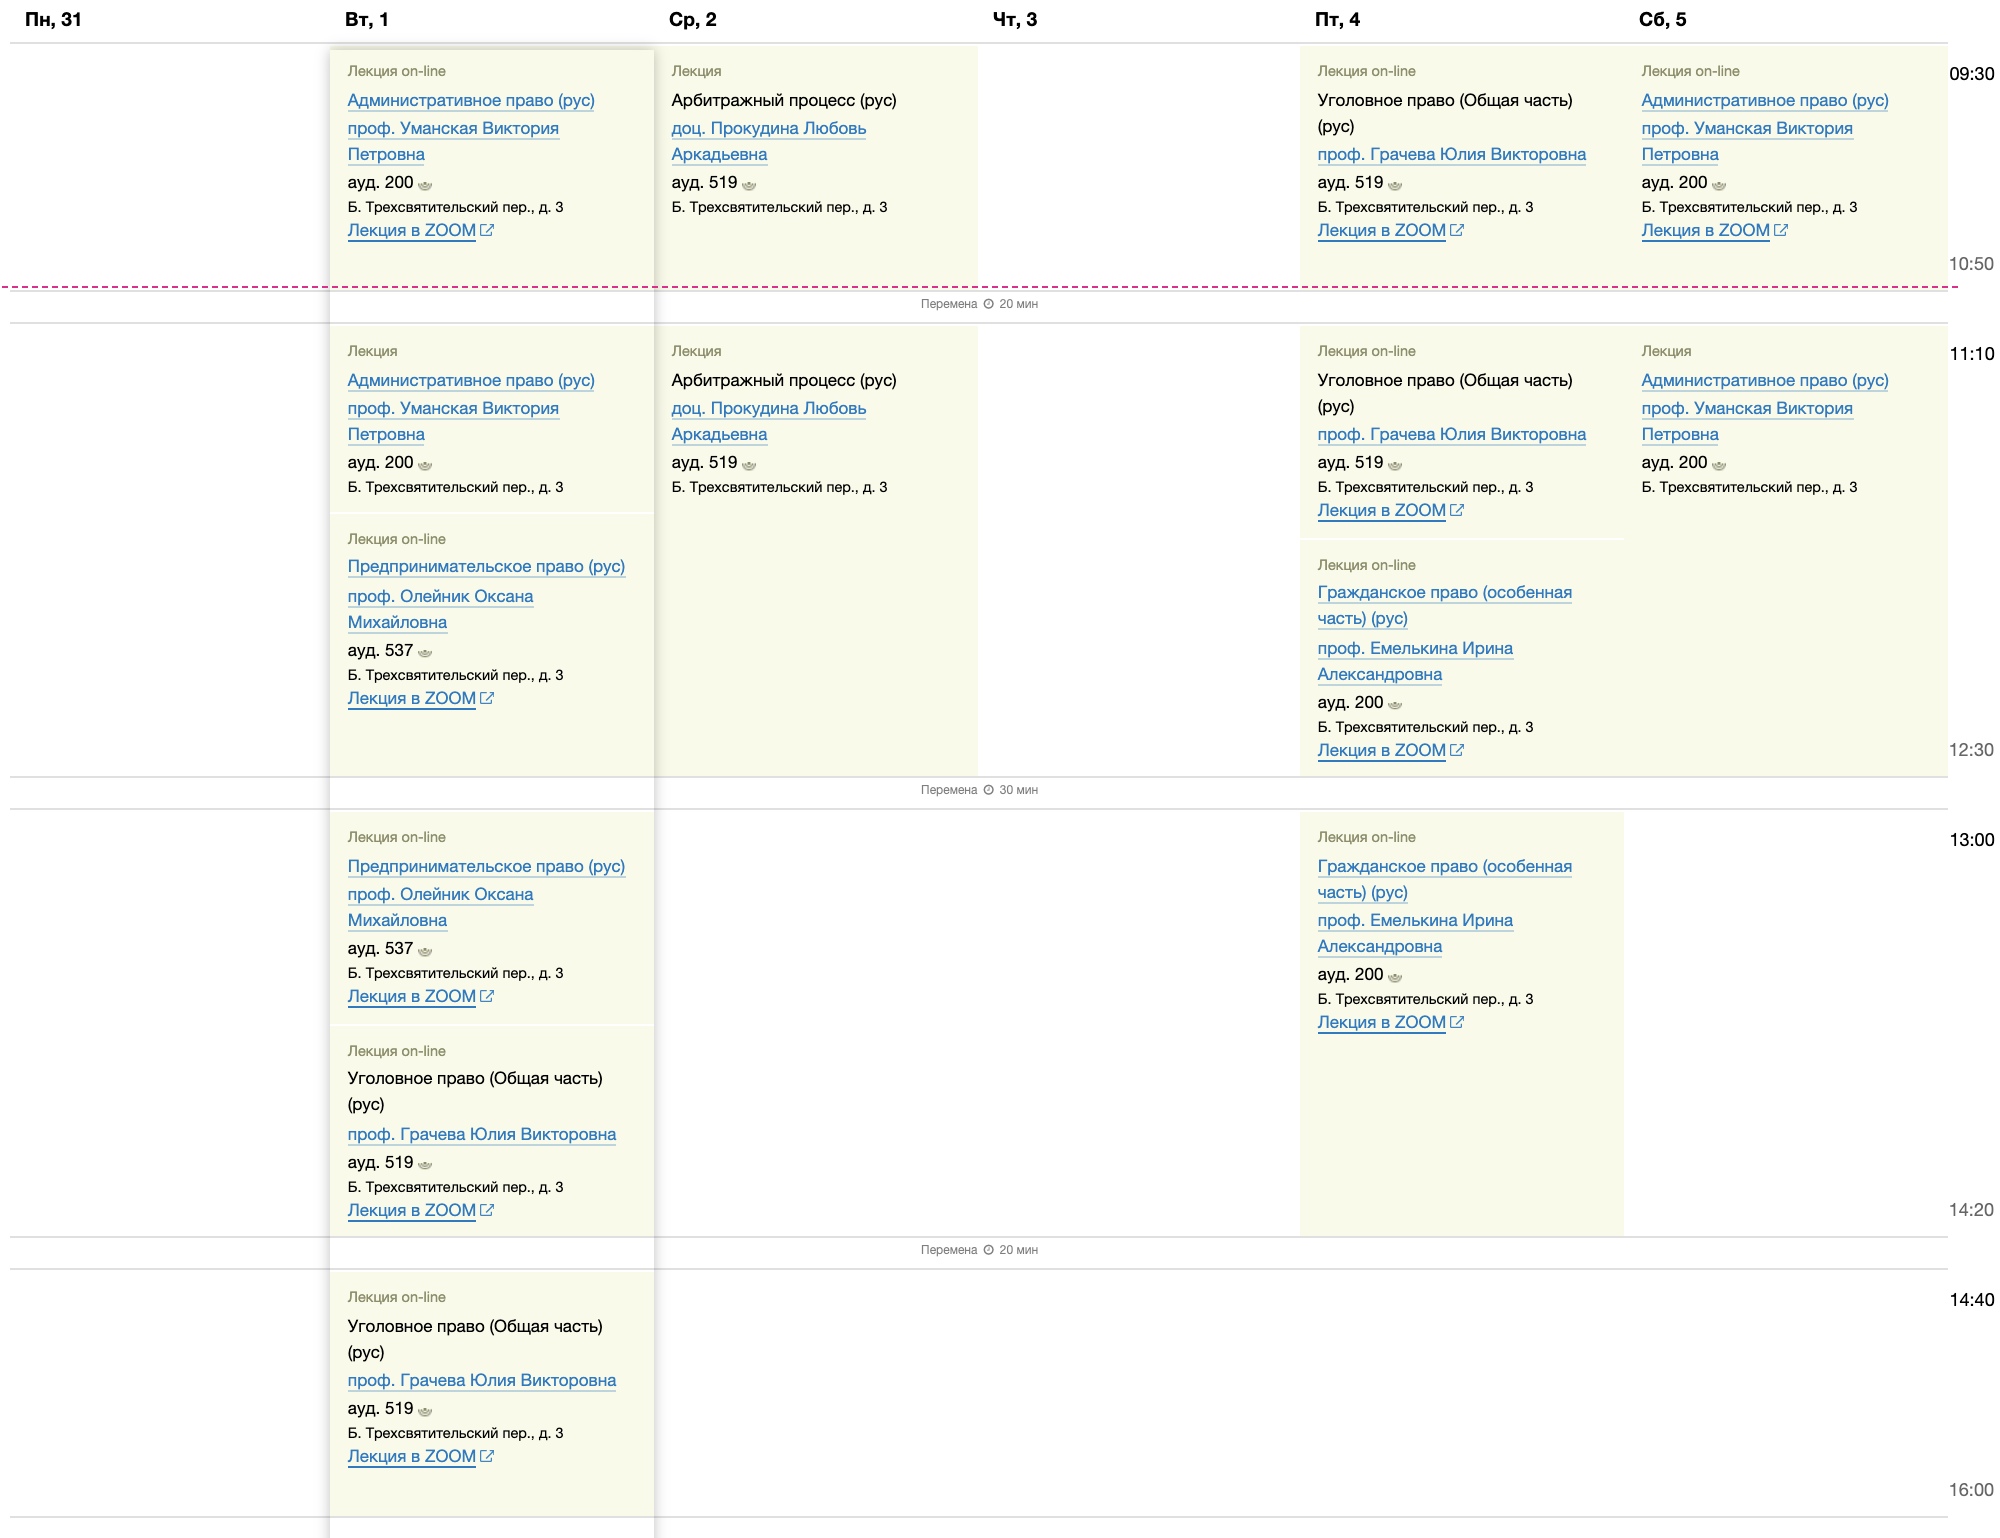 Пн, 31
Вт, 1
Ср, 2
Чт, 3
Пт, 4
Сб, 5
09:30
Лекция on-line
Административное право (рус)
проф. Уманская Виктория
Петровна
ауд. 200
Б. Трехсвятительский пер., д. 3
Лекция в ZOOM
Лекция
Арбитражный процесс (рус)
доц. Прокудина Любовь
Аркадьевна
ауд. 519
Б. Трехсвятительский пер., д. 3
Лекция on-line
Уголовное право (Общая часть)
(рус)
проф. Грачева Юлия Викторовна
ауд. 519
Б. Трехсвятительский пер., д. 3
Лекция в ZOOM
Лекция on-line
Административное право (рус)
проф. Уманская Виктория
Петровна
ауд. 200
Б. Трехсвятительский пер., д. 3
Лекция в ZOOM
10:50
Перемена 20 мин
11:10
Лекция
Административное право (рус)
проф. Уманская Виктория
Петровна
ауд. 200
Б. Трехсвятительский пер., д. 3
Лекция on-line
Предпринимательское право (рус)
проф. Олейник Оксана
Михайловна
ауд. 537
Б. Трехсвятительский пер., д. 3
Лекция в ZOOM
Лекция
Арбитражный процесс (рус)
доц. Прокудина Любовь
Аркадьевна
ауд. 519
Б. Трехсвятительский пер., д. 3
Лекция on-line
Уголовное право (Общая часть)
(рус)
проф. Грачева Юлия Викторовна
ауд. 519
Б. Трехсвятительский пер., д. 3
Лекция в ZOOM
Лекция on-line
Гражданское право (особенная
часть) (рус)
проф. Емелькина Ирина
Александровна
ауд. 200
Б. Трехсвятительский пер., д. 3
Лекция в ZOOM
Лекция
Административное право (рус)
проф. Уманская Виктория
Петровна
ауд. 200
Б. Трехсвятительский пер., д. 3
12:30
Перемена 30 мин
13:00
Лекция on-line
Предпринимательское право (рус)
проф. Олейник Оксана
Михайловна
ауд. 537
Б. Трехсвятительский пер., д. 3
Лекция в ZOOM
Лекция on-line
Уголовное право (Общая часть)
(рус)
проф. Грачева Юлия Викторовна
ауд. 519
Б. Трехсвятительский пер., д. 3
Лекция в ZOOM
Лекция on-line
Гражданское право (особенная
часть) (рус)
проф. Емелькина Ирина
Александровна
ауд. 200
Б. Трехсвятительский пер., д. 3
Лекция в ZOOM
14:20
Перемена 20 мин
14:40
Лекция on-line
Уголовное право (Общая часть)
(рус)
проф. Грачева Юлия Викторовна
ауд. 519
Б. Трехсвятительский пер., д. 3
Лекция в ZOOM
16:00